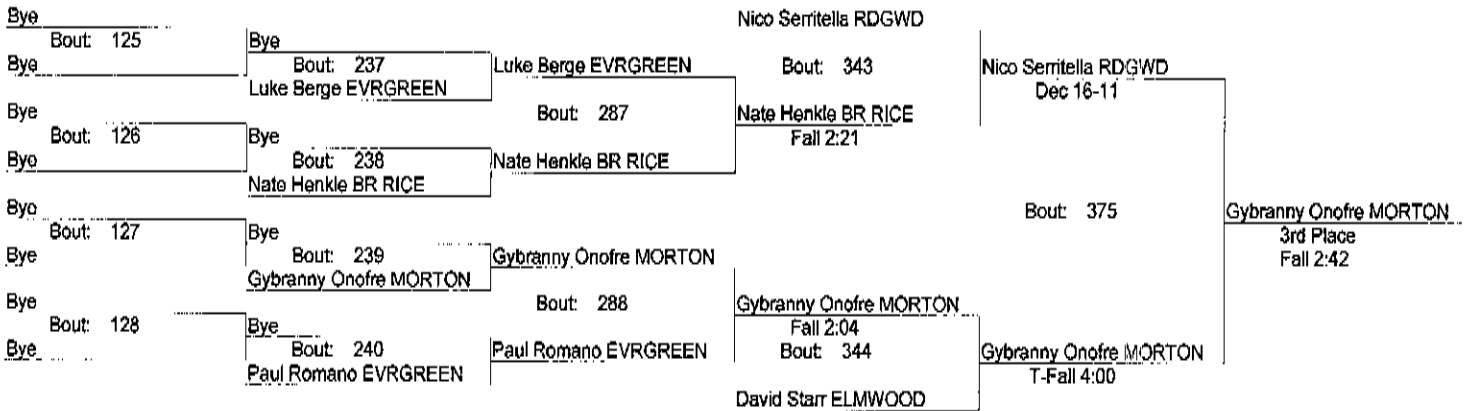 Bye
Bout: 125
Bye
Bye
Bout: 126
Bye
Bye
Bout: 127
Bye
Bye
Bout: 128
Bye
Bye
Bout: 237
Luke Berge EVRGREEN
Bye
Bout: 238
Nate Henkle BR RICE
Bye
Bout: 239
Gybranny Onofre MORTON
Bye
Bout: 240
Paul Romano EVRGREEN
Luke Berge EVRGREEN
Bout: 287
Nate Henkle BR RICE
Gybranny Onofre MORTON
Bout: 288
Paul Romano EVRGREEN
Nico Serritella RDGWD
Bout: 343
Nate Henkle BR RICE
Fall 2:21
Gybranny Onofre MORTON
Fall 2:04
Bout: 344
David Starr ELMWOOD
Nico Serritella RDGWD
Dec 16-11
Bout: 375
Gybranny Onofre MORTON
T-Fall 4:00
Gybranny Onofre MORTON
3rd Place
Fall 2:42